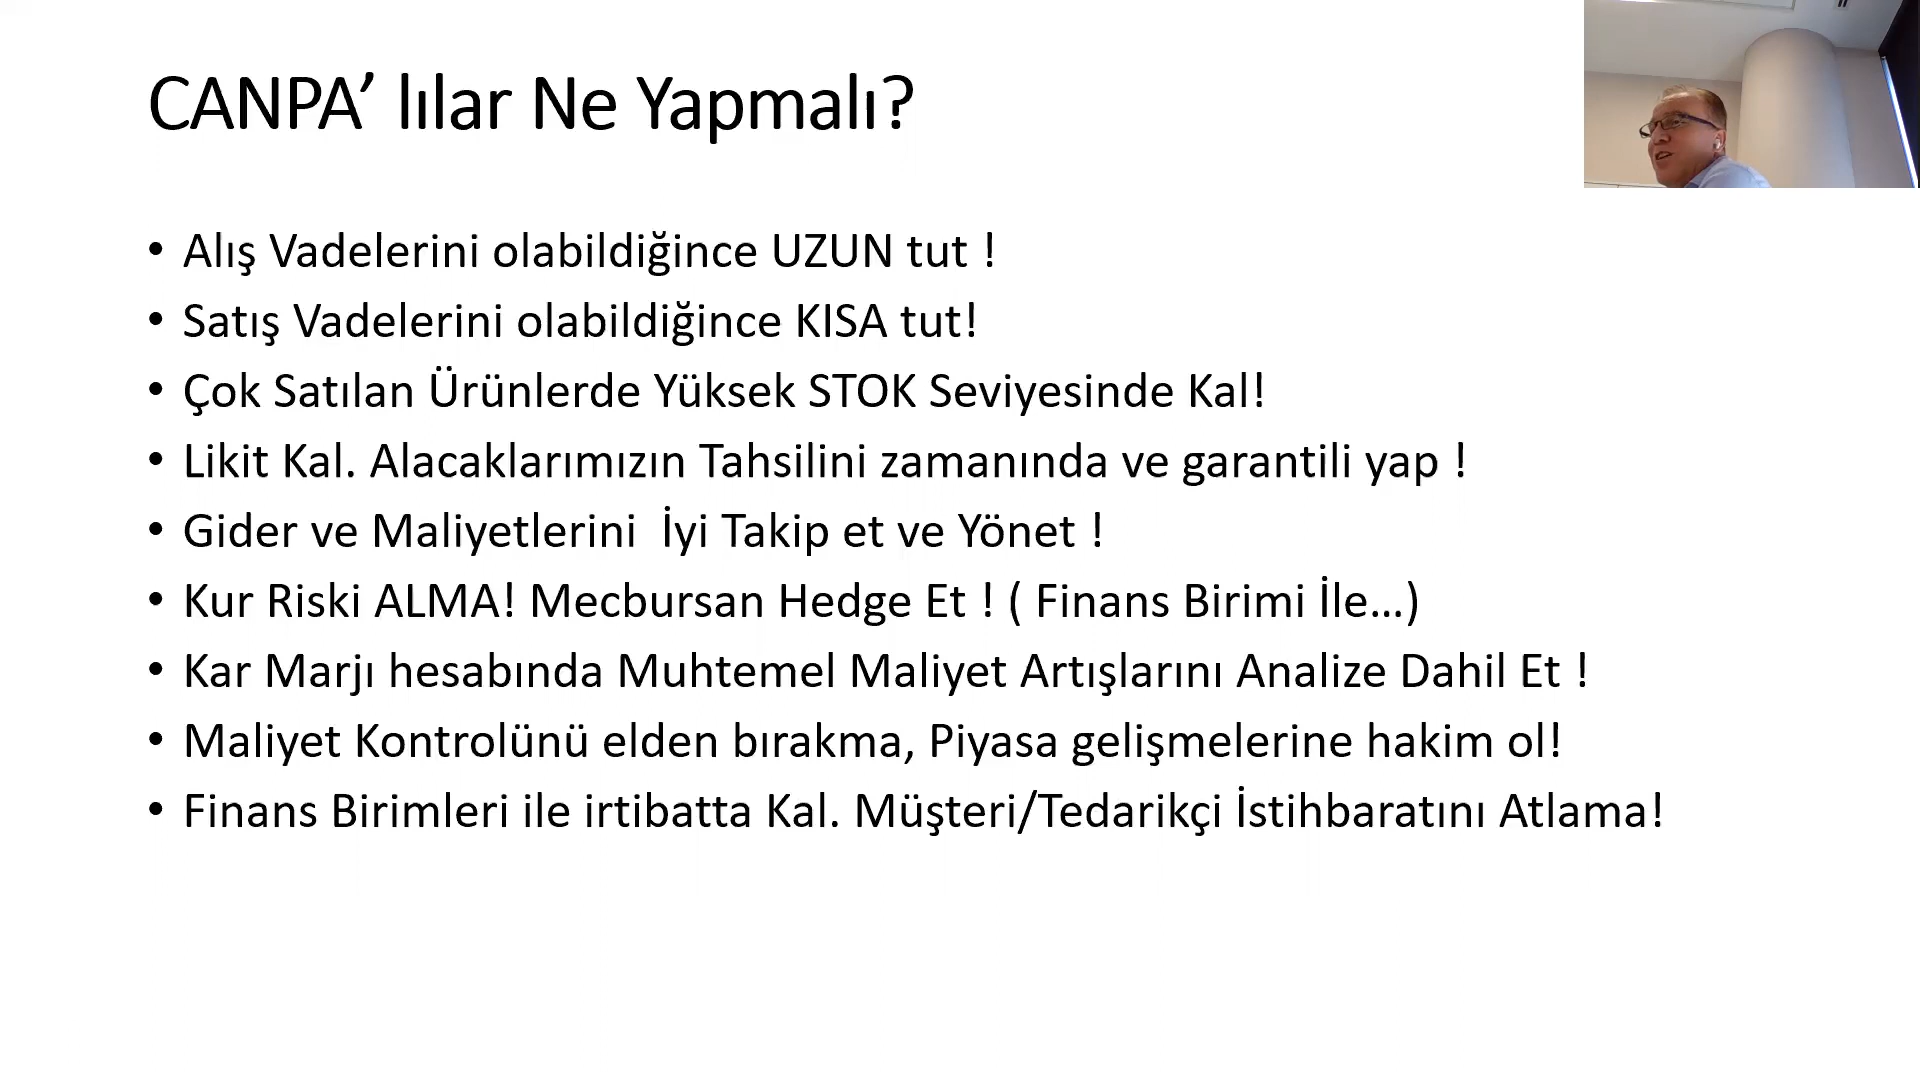 CANPA’ lılar Ne Yapmalı?
• Alış Vadelerini olabildiğince UZUN tut !
• Satış Vadelerini olabildiğince KISA tut!
• Çok Satılan Ürünlerde Yüksek STOK Seviyesinde Kal!
• Likit Kal. Alacaklarımızın Tahsilini zamanında ve garantili yap !
• Gider ve Maliyetlerini  İyi Takip et ve Yönet !
• Kur Riski ALMA! Mecbursan Hedge Et ! ( Finans Birimi İle…)
• Kar Marjı hesabında Muhtemel Maliyet Artışlarını Analize Dahil Et !
• Maliyet Kontrolünü elden bırakma, Piyasa gelişmelerine hakim ol!
• Finans Birimleri ile irtibatta Kal. Müşteri/Tedarikçi İstihbaratını Atlama!